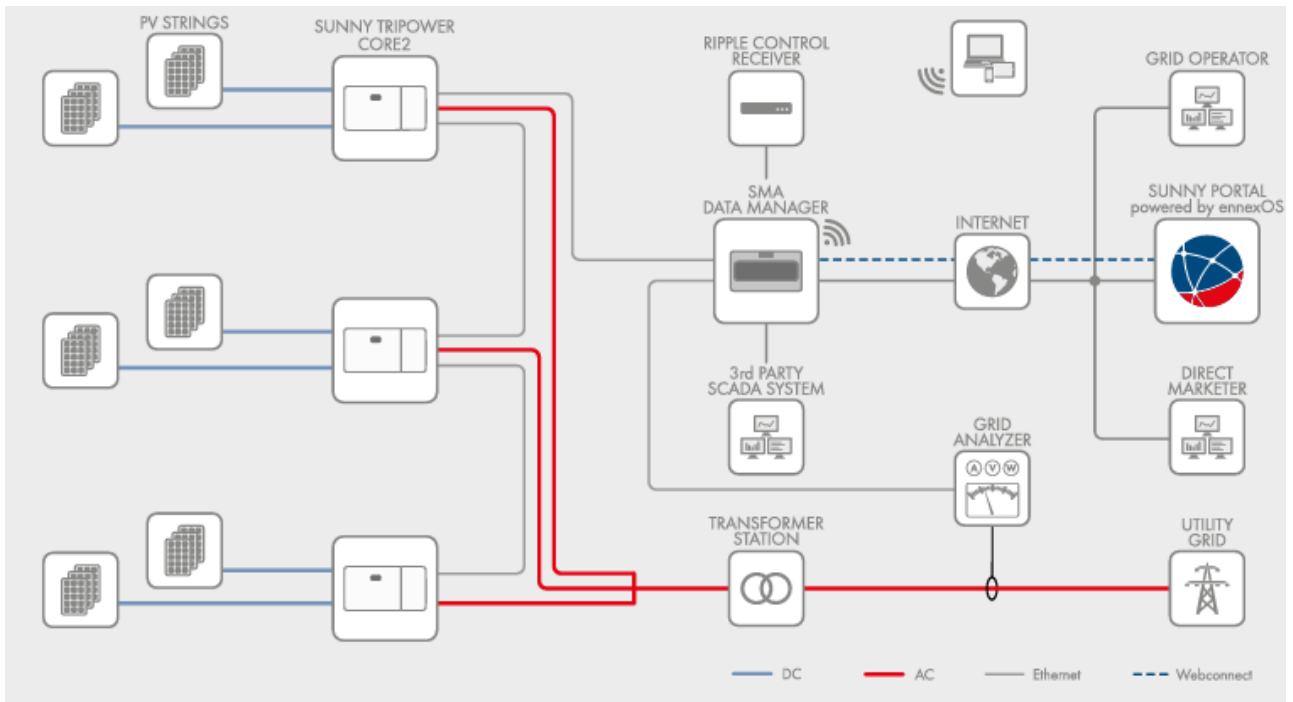 PV STRINGS
SUNNY TRIPOWER
CORE2
RIPPLE CONTROL
RECEIVER
GRID OPERATOR
SMA
DATA MANAGER
INTERNET
SUNNY PORTAL
powered by ennexOS
3rd PARTY
SCADA SYSTEM
DIRECT
MARKETER
GRID
ANALYZER
A V W
TRANSFORMER
STATION
UTILITY
GRID
DC
AC
Ethernet
Webconnect